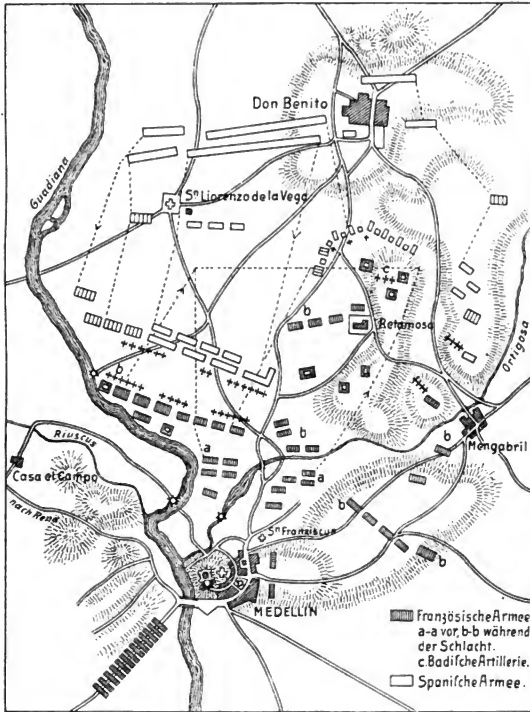 Don Benito
Guadiana
Sn Liorenzo de la Vega
c.
b
Retamosa
Ortigosa
b
a
b
b
Mengabril
Riuscus
Casa el Campo
a
b
nach Rena
Sn Franziscus
b
MEDELLIN
Französische Armee
a-a vor, b-b während
der Schlacht.
c. Badische Artillerie.
Spanische Armee.